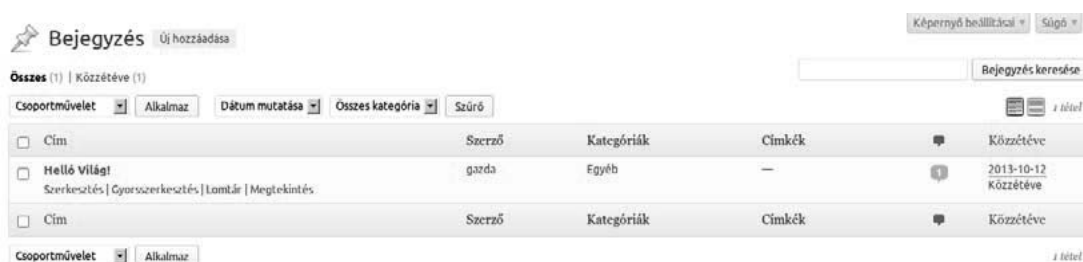 Képernyő beállításai Súgó
Bejegyzés Új hozzáadása
Összes (1) | Közzétéve (1) Bejegyzés keresése
Csoportművelet Alkalmaz Dátum mutatása Összes kategória Szűrő 1 tétel
Cím Szerző Kategóriák Címkék Közzétéve
Helló Világ! gazda Egyéb — 1 2013-10-12
Szerkesztés | Gyorsszerkesztés | Lomtár | Megtekintés Közzétéve
Cím Szerző Kategóriák Címkék Közzétéve
Csoportművelet Alkalmaz 1 tétel